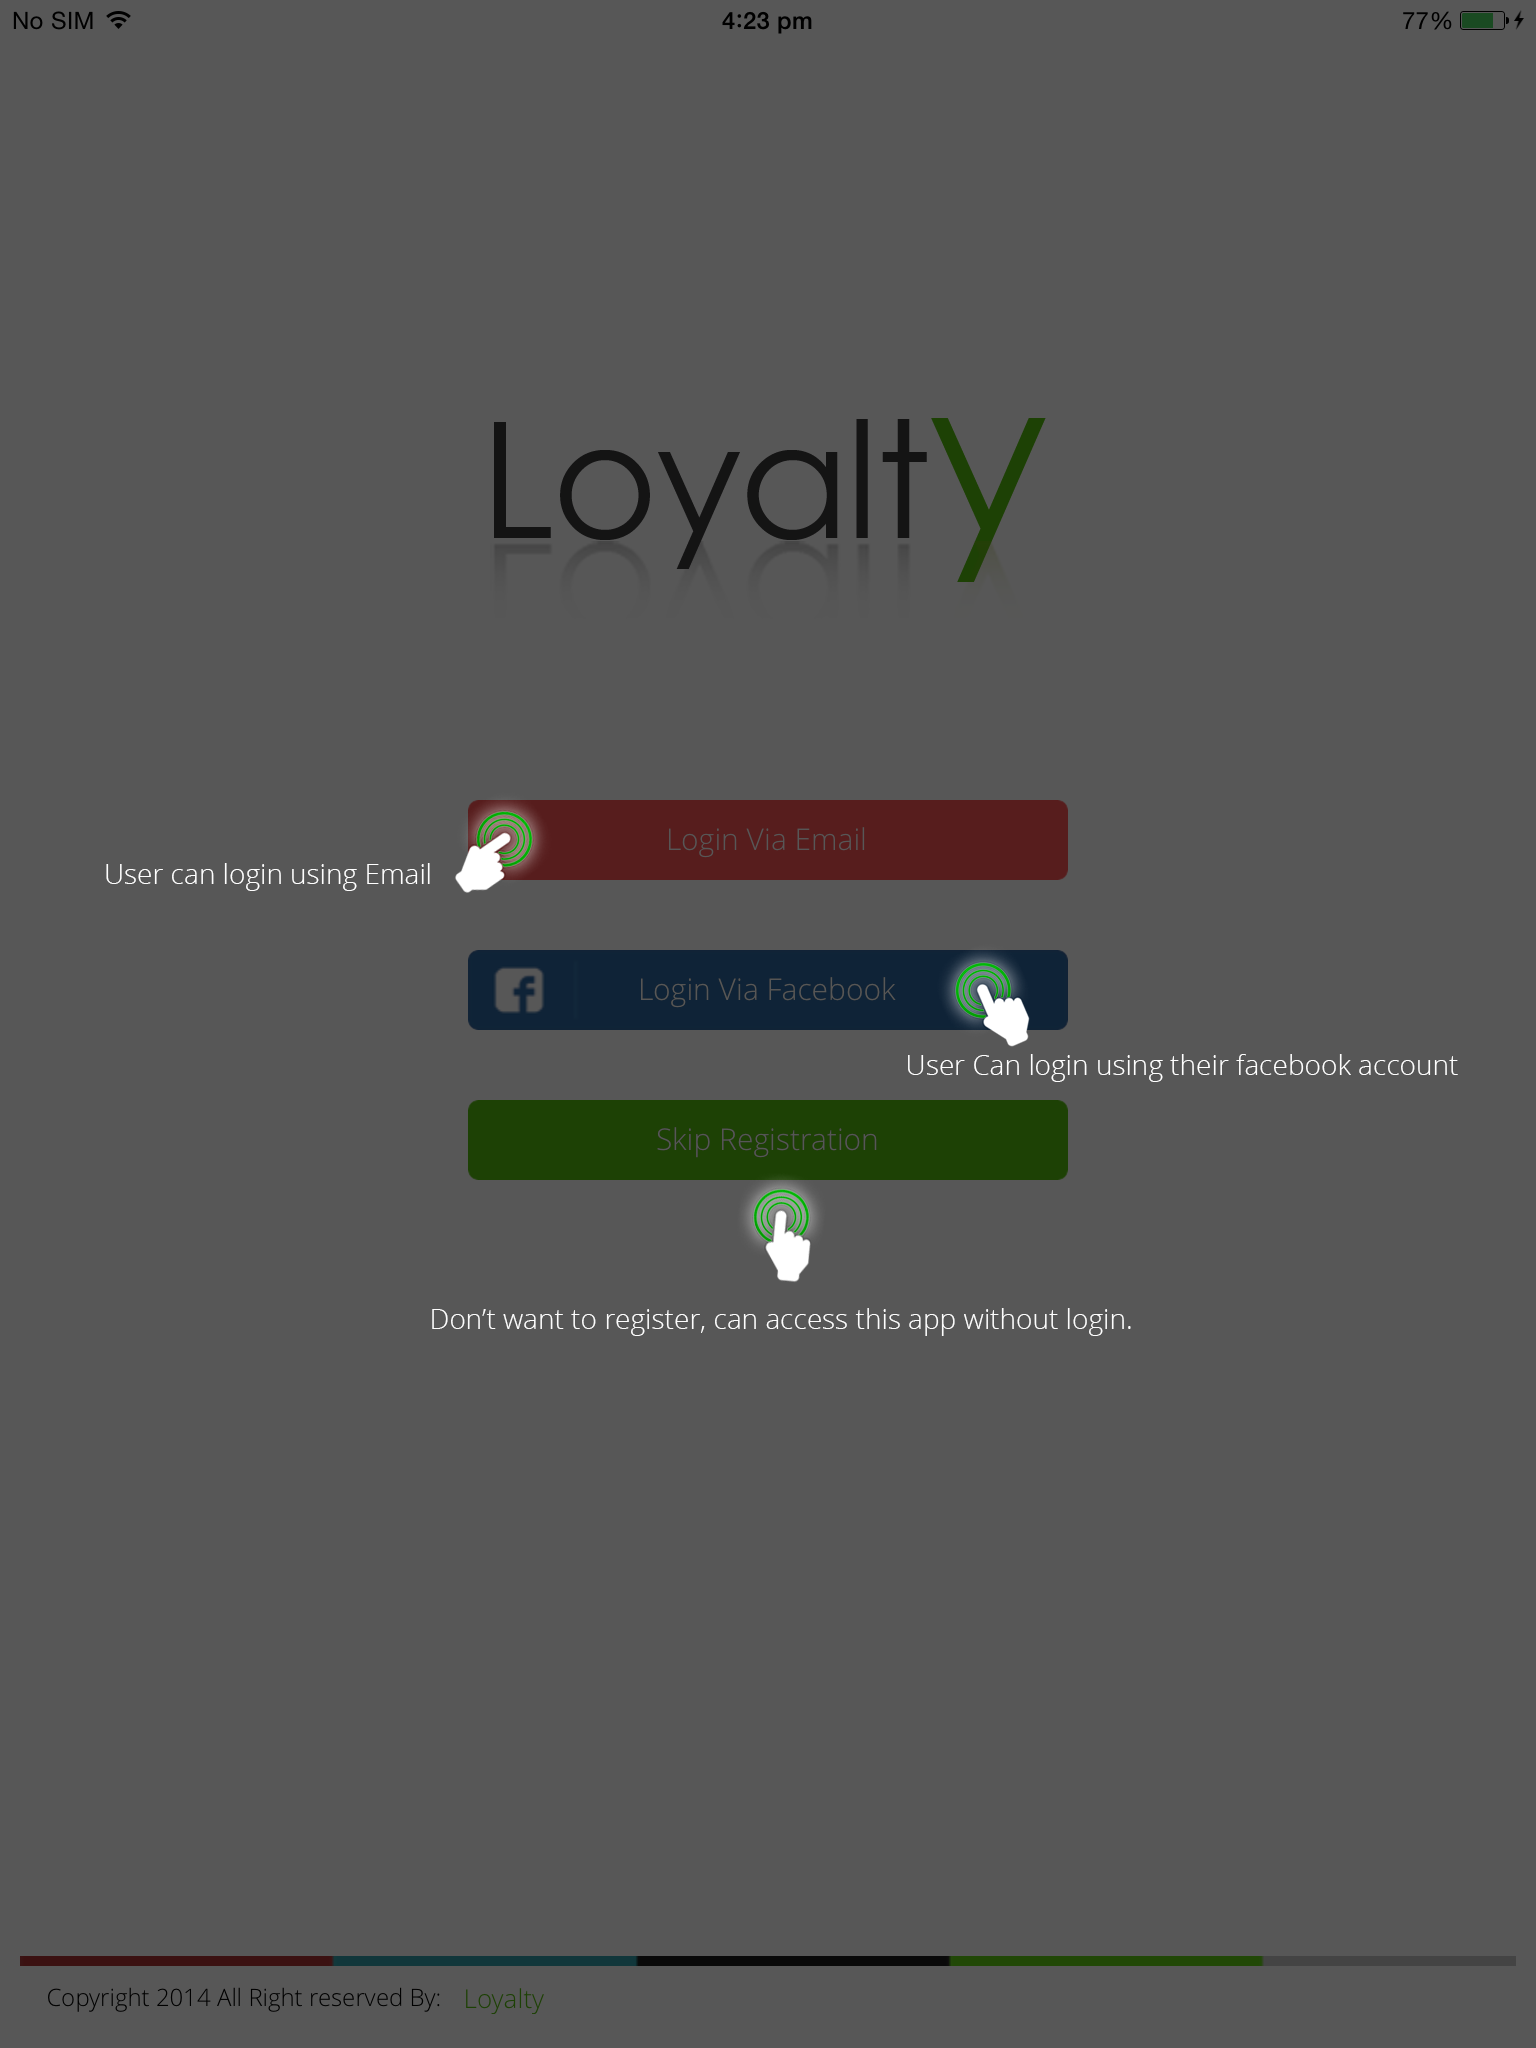 No SIM
4:23 pm
77%
Loyalty
Login Via Email
User can login using Email
Login Via Facebook
User Can login using their facebook account
Skip Registration
Don’t want to register, can access this app without login.
Copyright 2014 All Right reserved By: Loyalty